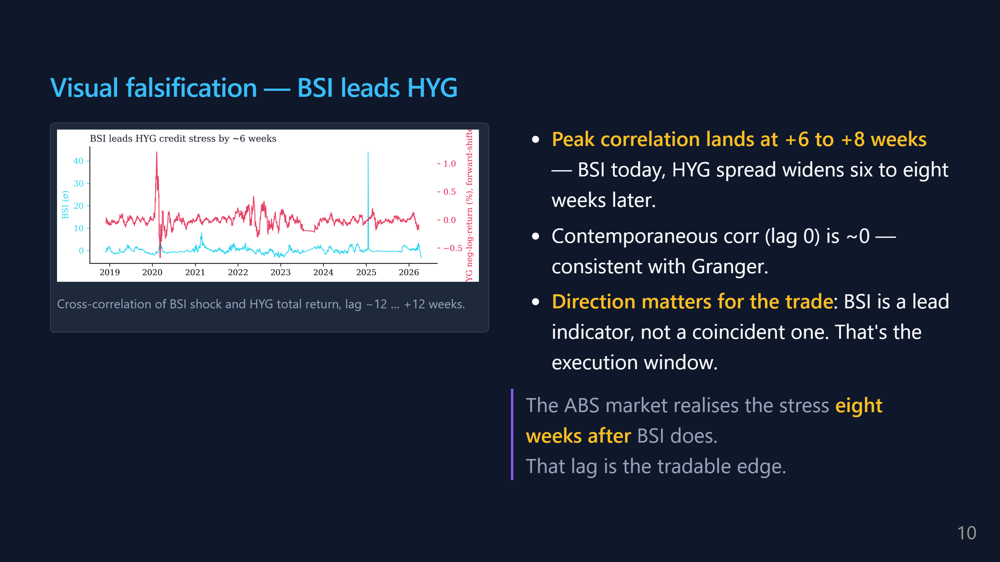 Visual falsification — BSI leads HYG
BSI leads HYG credit stress by ~6 weeks
BSI (σ)
40
30
20
10
0
1.0
0.5
0.0
−0.5
YG neg-log-return (%), forward-shifte
2019 2020 2021 2022 2023 2024 2025 2026
Cross-correlation of BSI shock and HYG total return, lag −12 … +12 weeks.
• Peak correlation lands at +6 to +8 weeks
— BSI today, HYG spread widens six to eight
weeks later.
• Contemporaneous corr (lag 0) is ~0 —
consistent with Granger.
• Direction matters for the trade: BSI is a lead
indicator, not a coincident one. That's the
execution window.
The ABS market realises the stress eight
weeks after BSI does.
That lag is the tradable edge.
10